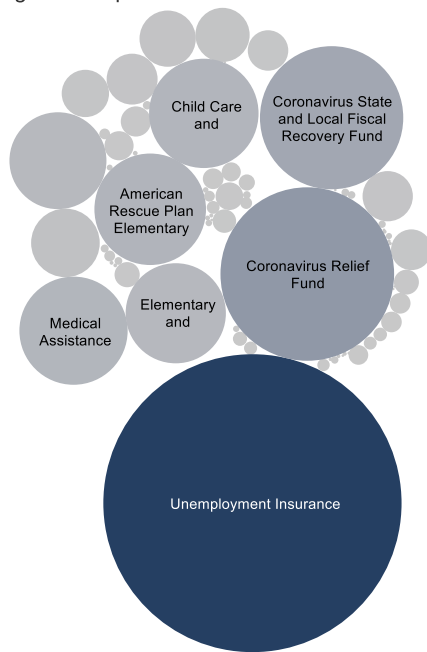 Child Care
and
Coronavirus State
and Local Fiscal
Recovery Fund
American
Rescue Plan
Elementary
Coronavirus Relief
Fund
Elementary
and
Medical
Assistance
Unemployment Insurance